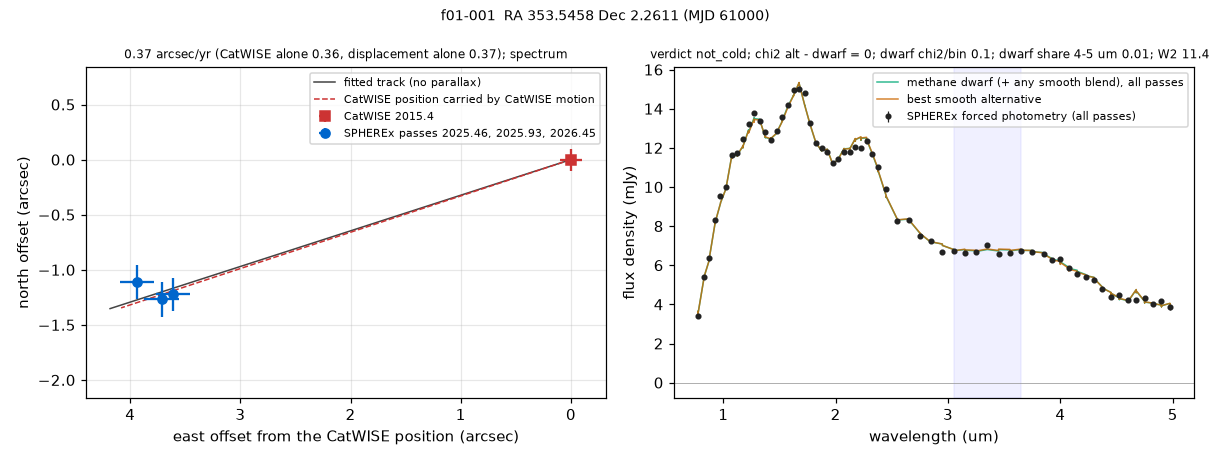 f01-001 RA 353.5458 Dec 2.2611 (MJD 61000)
0.37 arcsec/yr (CatWISE alone 0.36, displacement alone 0.37); spectrum
fitted track (no parallax)
CatWISE position carried by CatWISE motion
CatWISE 2015.4
SPHEREx passes 2025.46, 2025.93, 2026.45
0.5
0.0
−0.5
−1.0
−1.5
−2.0
north offset (arcsec)
4
3
2
1
0
east offset from the CatWISE position (arcsec)
verdict not_cold; chi2 alt - dwarf = 0; dwarf chi2/bin 0.1; dwarf share 4-5 um 0.01; W2 11.4
methane dwarf (+ any smooth blend), all passes
best smooth alternative
SPHEREx forced photometry (all passes)
16
14
12
10
8
6
4
2
0
flux density (mJy)
1
2
3
4
5
wavelength (um)